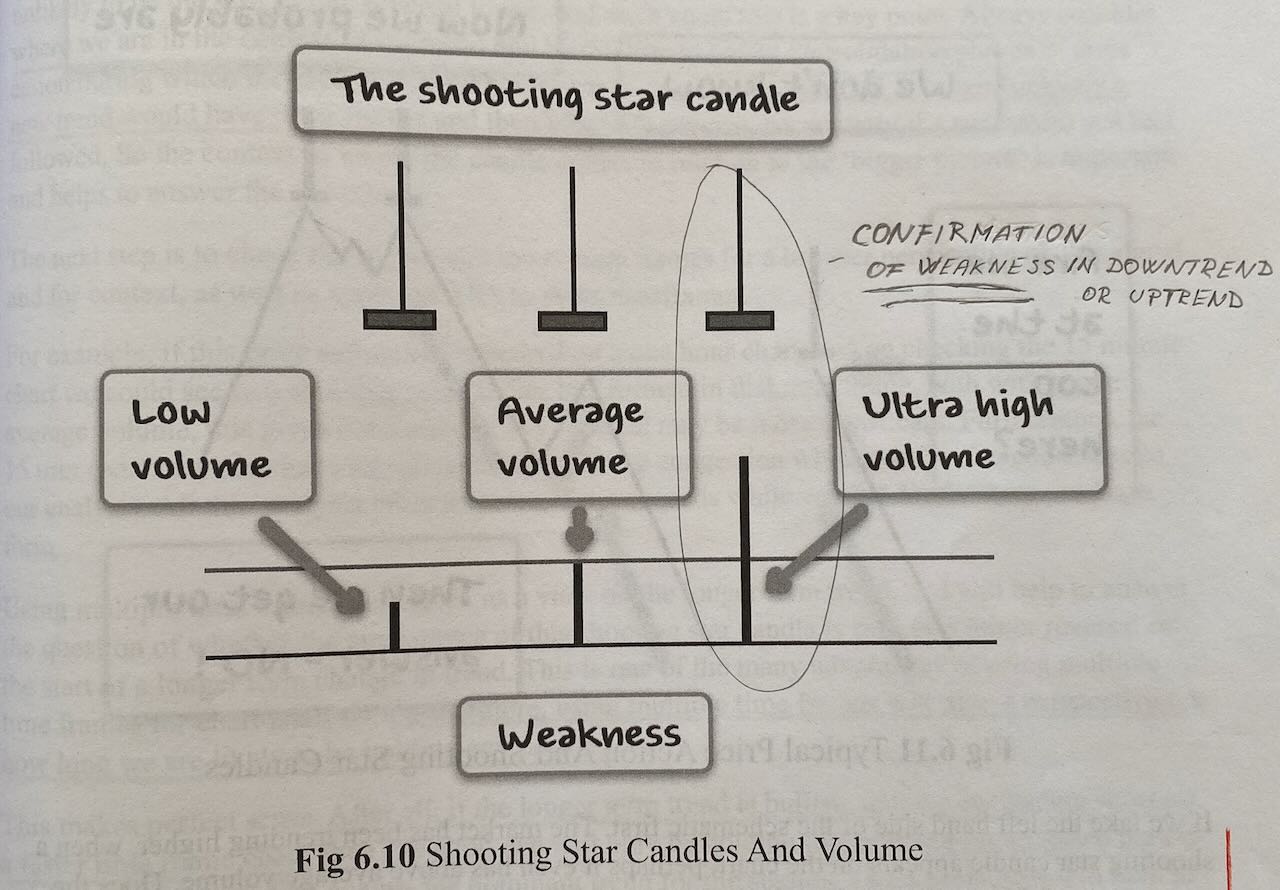 The shooting star candle
CONFIRMATION
OF WEAKNESS IN DOWNTREND
OR UPTREND
Low
volume
Average
volume
Ultra high
volume
Weakness
Fig 6.10 Shooting Star Candles And Volume